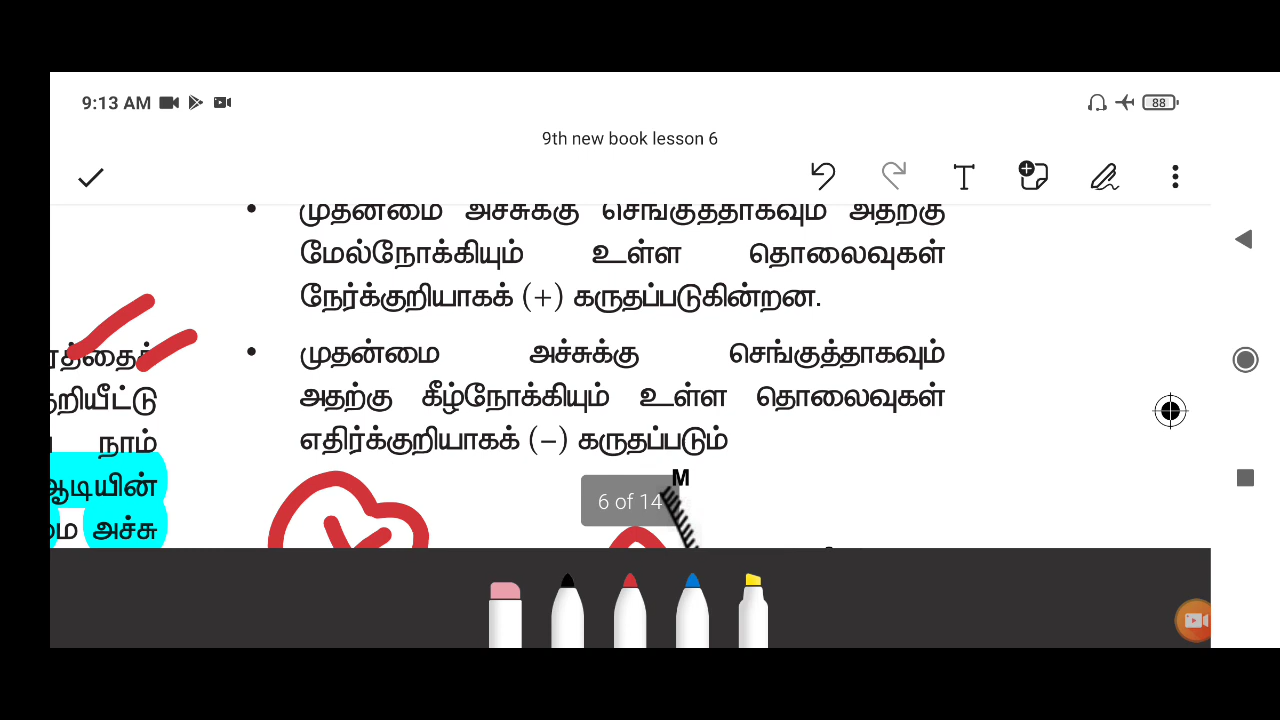 9:13 AM
88
9th new book lesson 6
T
• முதன்மை அச்சுக்கு செங்குத்தாகவும் அதற்கு
மேல்நோக்கியும் உள்ள தொலைவுகள்
நேர்க்குறியாகக் (+) கருதப்படுகின்றன.
• முதன்மை அச்சுக்கு செங்குத்தாகவும்
அதற்கு கீழ்நோக்கியும் உள்ள தொலைவுகள்
எதிர்க்குறியாகக் (−) கருதப்படும்
குறியீட்டு
நாம்
ஆடியின்
அச்சு
M
6 of 14